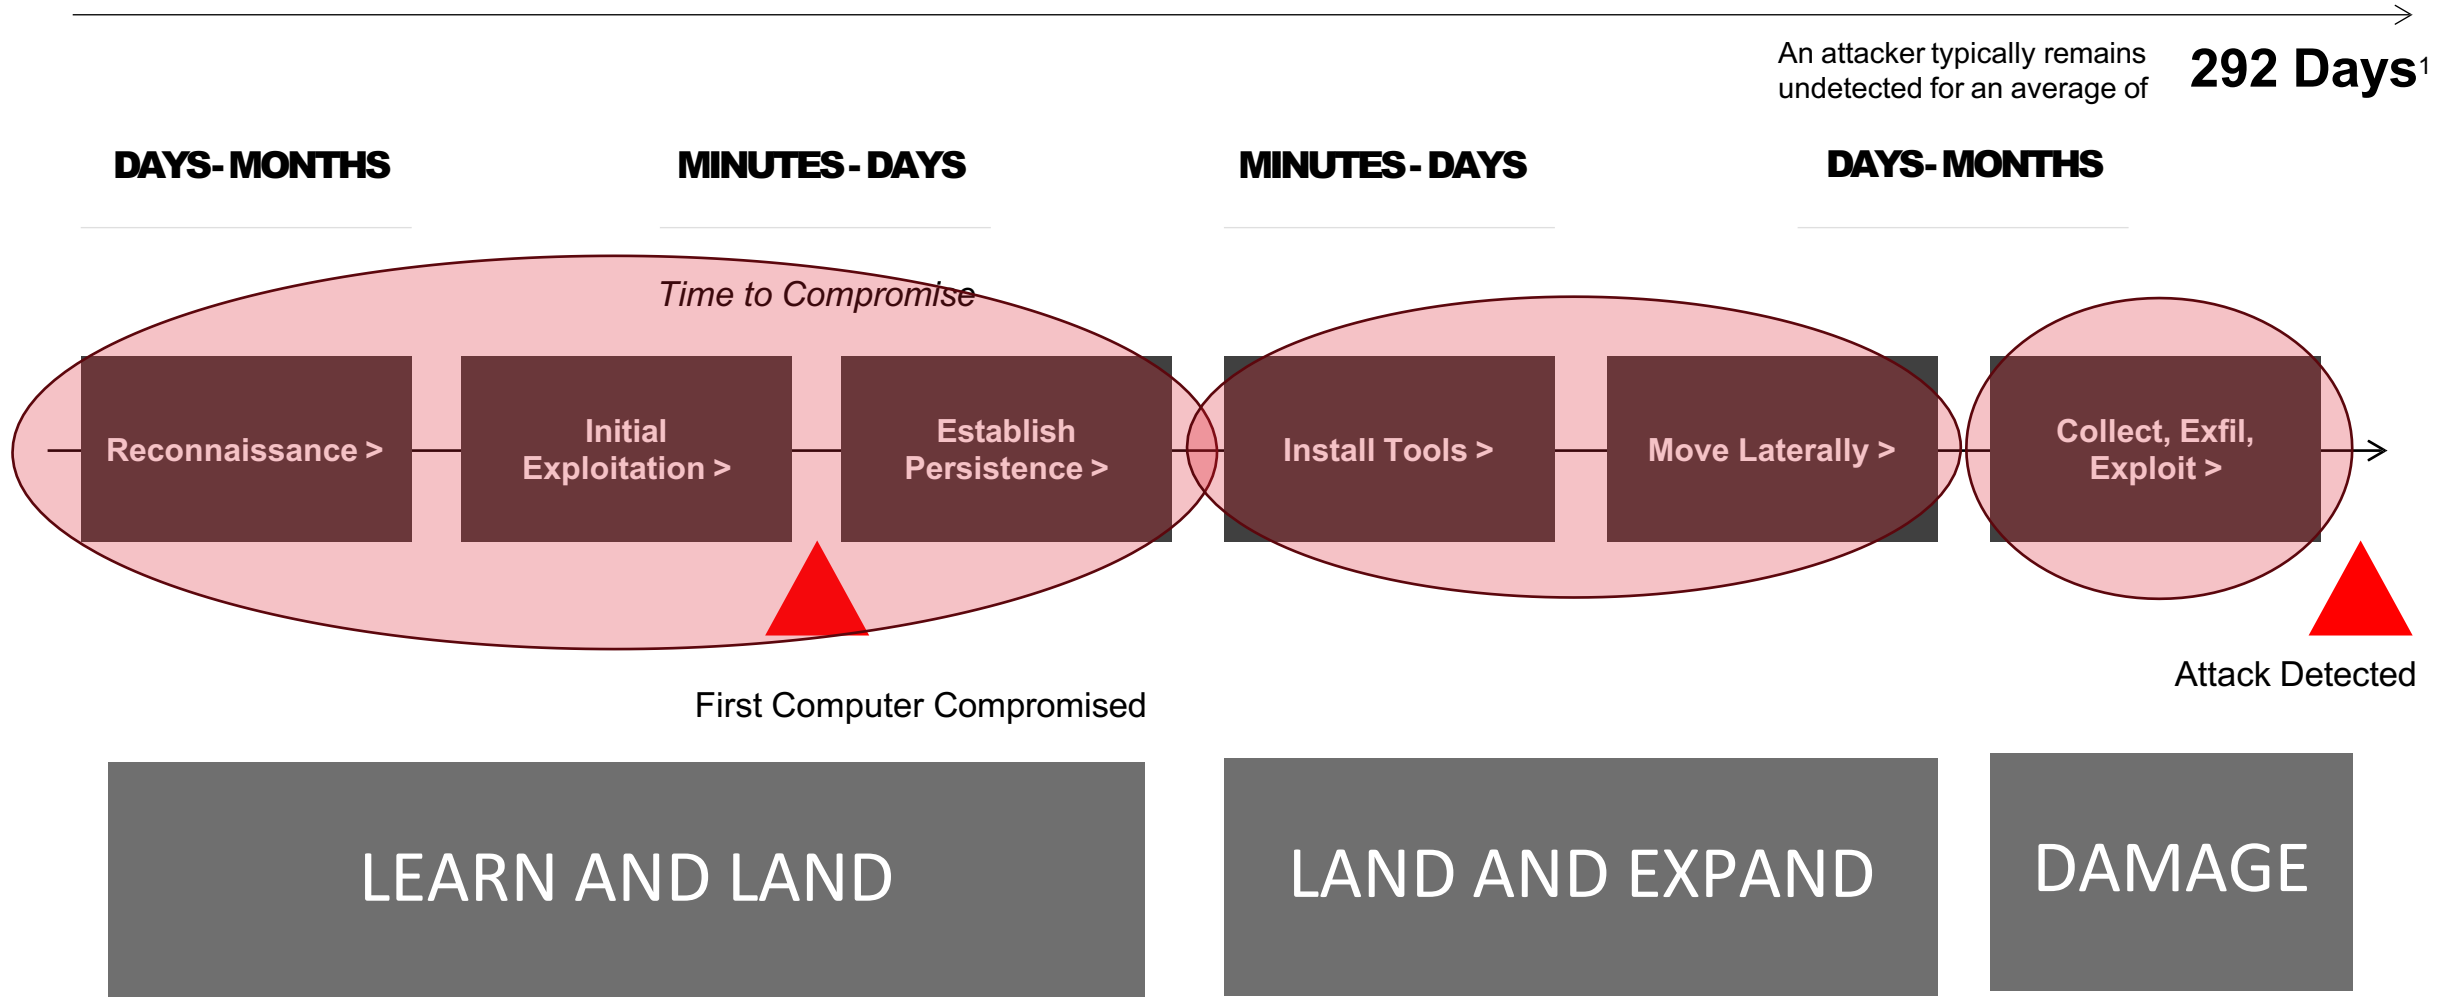 An attacker typically remains
undetected for an average of
292 Days1
DAYS - MONTHS
MINUTES - DAYS
MINUTES - DAYS
DAYS - MONTHS
Time to Compromise
Reconnaissance >
Initial
Exploitation >
Establish
Persistence >
Install Tools >
Move Laterally >
Collect, Exfil,
Exploit >
First Computer Compromised
Attack Detected
LEARN AND LAND
LAND AND EXPAND
DAMAGE